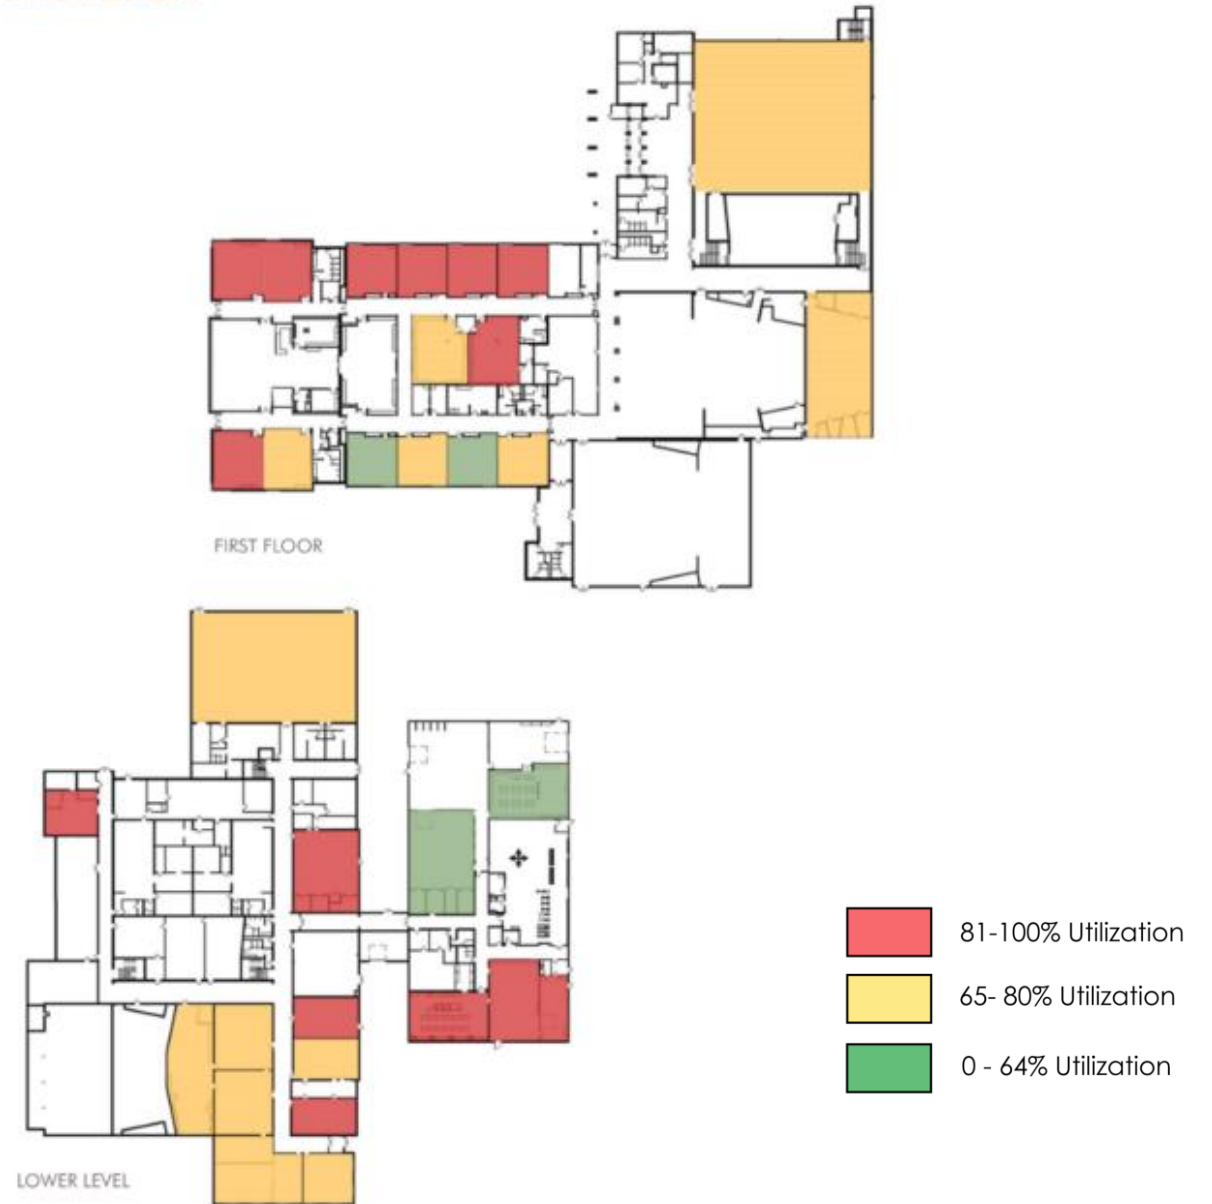 FIRST FLOOR
81-100% Utilization
65- 80% Utilization
0 - 64% Utilization
LOWER LEVEL